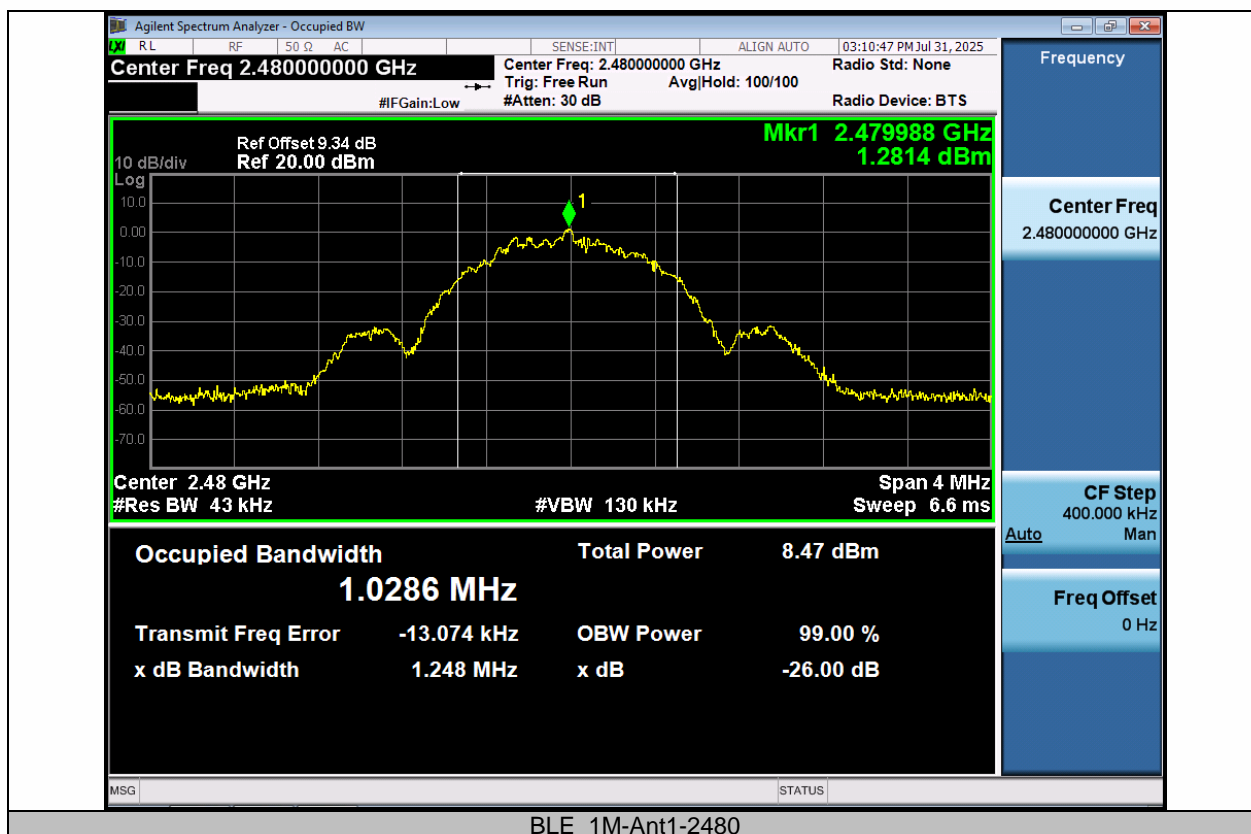 Agilent Spectrum Analyzer - Occupied BW
LXI RL RF 50 Ω AC SENSE:INT ALIGN AUTO 03:10:47 PM Jul 31, 2025
Center Freq 2.480000000 GHz
Center Freq: 2.480000000 GHz
Radio Std: None
Trig: Free Run Avg|Hold: 100/100
#IFGain:Low #Atten: 30 dB Radio Device: BTS
Frequency
Ref Offset 9.34 dB
10 dB/div Ref 20.00 dBm
Mkr1 2.479988 GHz
1.2814 dBm
Log
10.0
1
0.00
-10.0
-20.0
-30.0
-40.0
-50.0
-60.0
-70.0
Center 2.48 GHz Span 4 MHz
#Res BW 43 kHz #VBW 130 kHz Sweep 6.6 ms
Center Freq
2.480000000 GHz
CF Step
400.000 kHz
Auto Man
Freq Offset
0 Hz
Occupied Bandwidth Total Power 8.47 dBm
1.0286 MHz
Transmit Freq Error -13.074 kHz OBW Power 99.00 %
x dB Bandwidth 1.248 MHz x dB -26.00 dB
MSG STATUS
BLE_1M-Ant1-2480